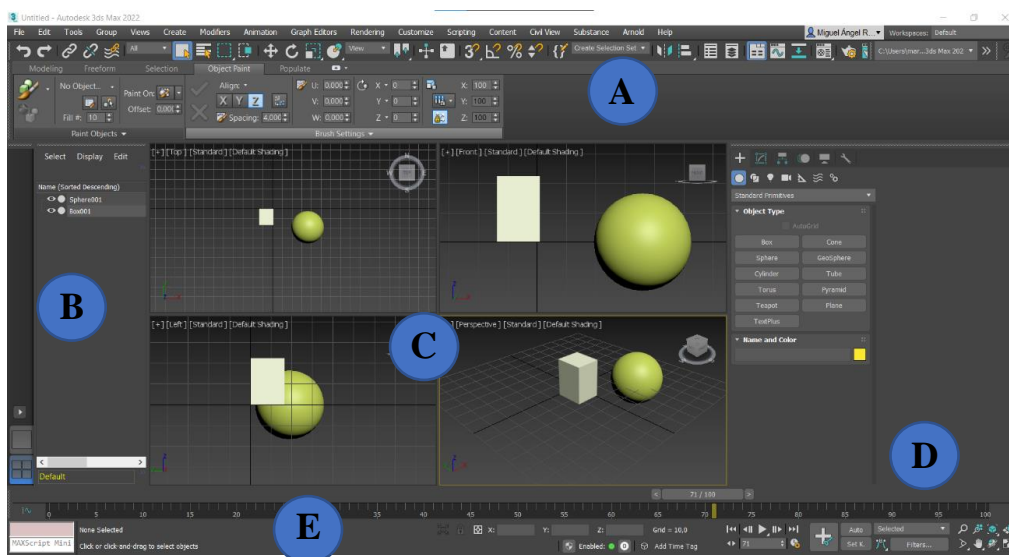 Untitled - Autodesk 3ds Max 2022
File Edit Tools Group Views Create Modifiers Animation Graph Editors Rendering Customize Scripting Content Civil View Substance Arnold Help
Miguel Ángel R... Workspaces: Default
All View Create Selection Set C:\Users\mar...3ds Max 202
Modeling Freeform Selection Object Paint Populate
A
No Object... Paint On: Align: U: 0,000 X 0 X: 100
X Y Z V: 0,000 Y 0 Y: 100
Fill #: 10 Offset: 0,000 Spacing: 4,000 W: 0,000 Z 0 Z: 100
Paint Objects Brush Settings
Select Display Edit
Name (Sorted Descending)
Sphere001
Box001
B
[+] [Top ] [Standard ] [Default Shading ]
[+] [Front ] [Standard ] [Default Shading ]
[+] [Left ] [Standard ] [Default Shading ]
[Perspective ] [Standard ] [Default Shading ]
C
Standard Primitives
Object Type
AutoGrid
Box Cone
Sphere GeoSphere
Cylinder Tube
Torus Pyramid
Teapot Plane
TextPlus
Name and Color
D
Default
71 / 100
0 5 10 15 20 35 40 45 50 55 60 65 70 75 80 85 90 95 100
E
None Selected X: Y: Z: Grid = 10,0 Auto Selected
MAXScript Mini Click or click-and-drag to select objects Enabled: Add Time Tag 71 Set K. Filters...